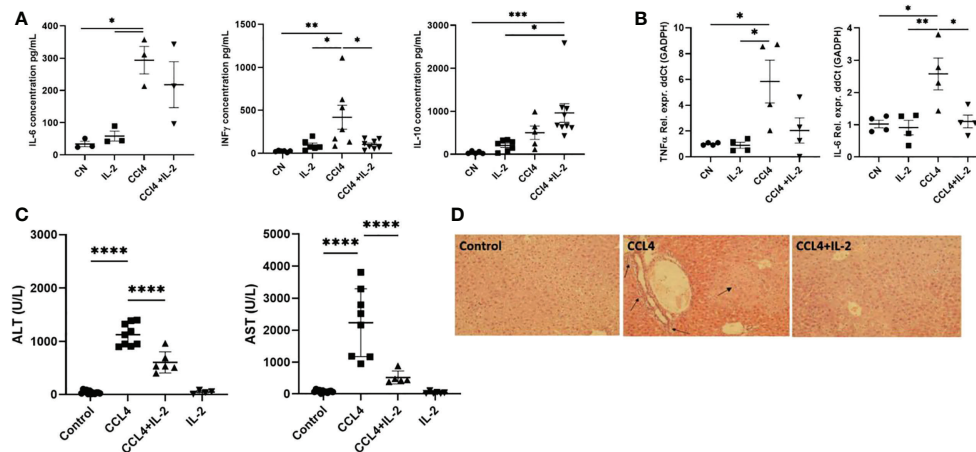 A
IL-6 concentration pg/mL
600
400
200
0
*
CN
IL-2
CCl4
CCl4+IL-2
INFγ concentration pg/mL
1500
1000
500
0
**
*
*
CN
IL-2
CCl4
CCl4 +IL-2
IL-10 concentration pg/mL
3000
2000
1000
0
***
*
CN
IL-2
CCl4
CCl4 +IL-2
B
TNFα Rel. expr. ddCt (GADPH)
10
8
6
4
2
0
*
*
CN
IL-2
CCl4
CCl4+IL-2
IL-6 Rel. expr. ddCt (GADPH)
5
4
3
2
1
0
*
**
*
CN
IL-2
CCL4
CCL4+IL-2
C
ALT (U/L)
3000
2000
1000
0
****
****
Control
CCL4
CCL4+IL-2
IL-2
AST (U/L)
5000
4000
3000
2000
1000
0
****
****
Control
CCL4
CCL4+IL-2
IL-2
D
Control
CCL4
CCL4+IL-2